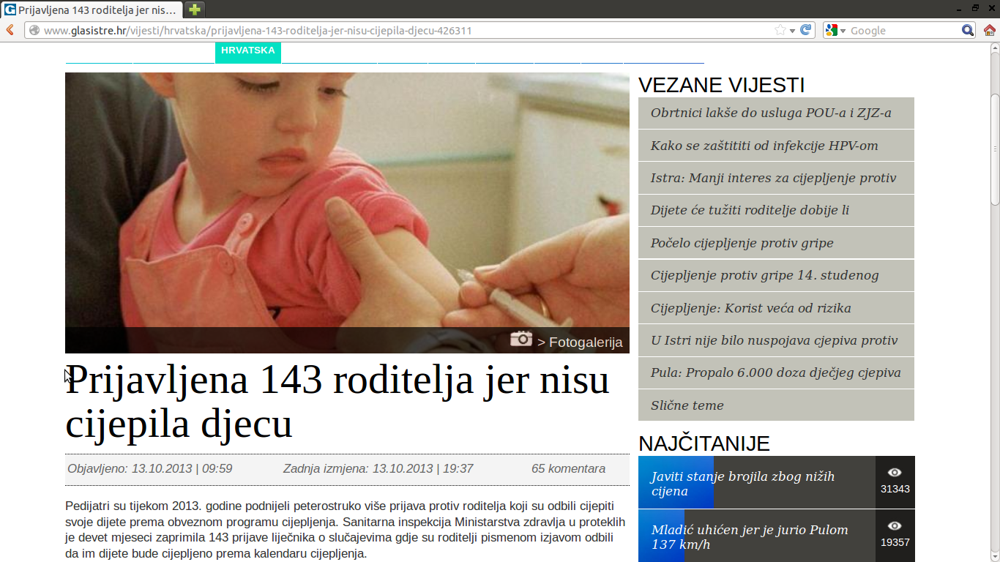 Prijavljena 143 roditelja jer nis...
www.glasistre.hr/vijesti/hrvatska/prijavljena-143-roditelja-jer-nisu-cijepila-djecu-426311
Google
HRVATSKA
> Fotogalerija
Prijavljena 143 roditelja jer nisu
cijepila djecu
Objavljeno: 13.10.2013 | 09:59 Zadnja izmjena: 13.10.2013 | 19:37 65 komentara
Pedijatri su tijekom 2013. godine podnijeli peterostruko više prijava protiv roditelja koji su odbili cijepiti
svoje dijete prema obveznom programu cijepljenja. Sanitarna inspekcija Ministarstva zdravlja u proteklih
je devet mjeseci zaprimila 143 prijave liječnika o slučajevima gdje su roditelji pismenom izjavom odbili
da im dijete bude cijepljeno prema kalendaru cijepljenja.
VEZANE VIJESTI
Obrtnici lakše do usluga POU-a i ZJZ-a
Kako se zaštititi od infekcije HPV-om
Istra: Manji interes za cijepljenje protiv
Dijete će tužiti roditelje dobije li
Počelo cijepljenje protiv gripe
Cijepljenje protiv gripe 14. studenog
Cijepljenje: Korist veća od rizika
U Istri nije bilo nuspojava cjepiva protiv
Pula: Propalo 6.000 doza dječjeg cjepiva
Slične teme
NAJČITANIJE
Javiti stanje brojila zbog nižih
cijena
31343
Mladić uhićen jer je jurio Pulom
137 km/h
19357